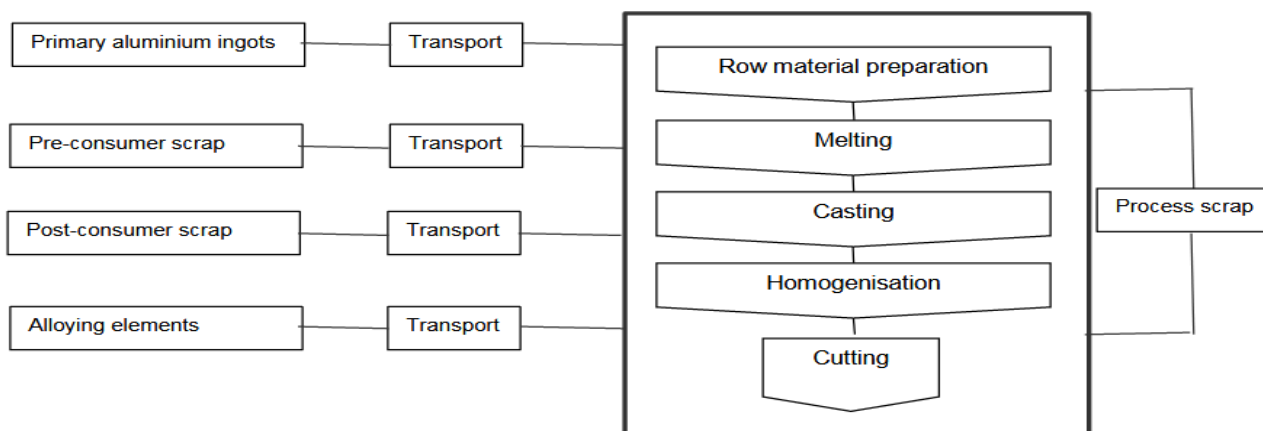 Primary aluminium ingots
Transport
Pre-consumer scrap
Transport
Post-consumer scrap
Transport
Alloying elements
Transport
Row material preparation
Melting
Casting
Homogenisation
Cutting
Process scrap